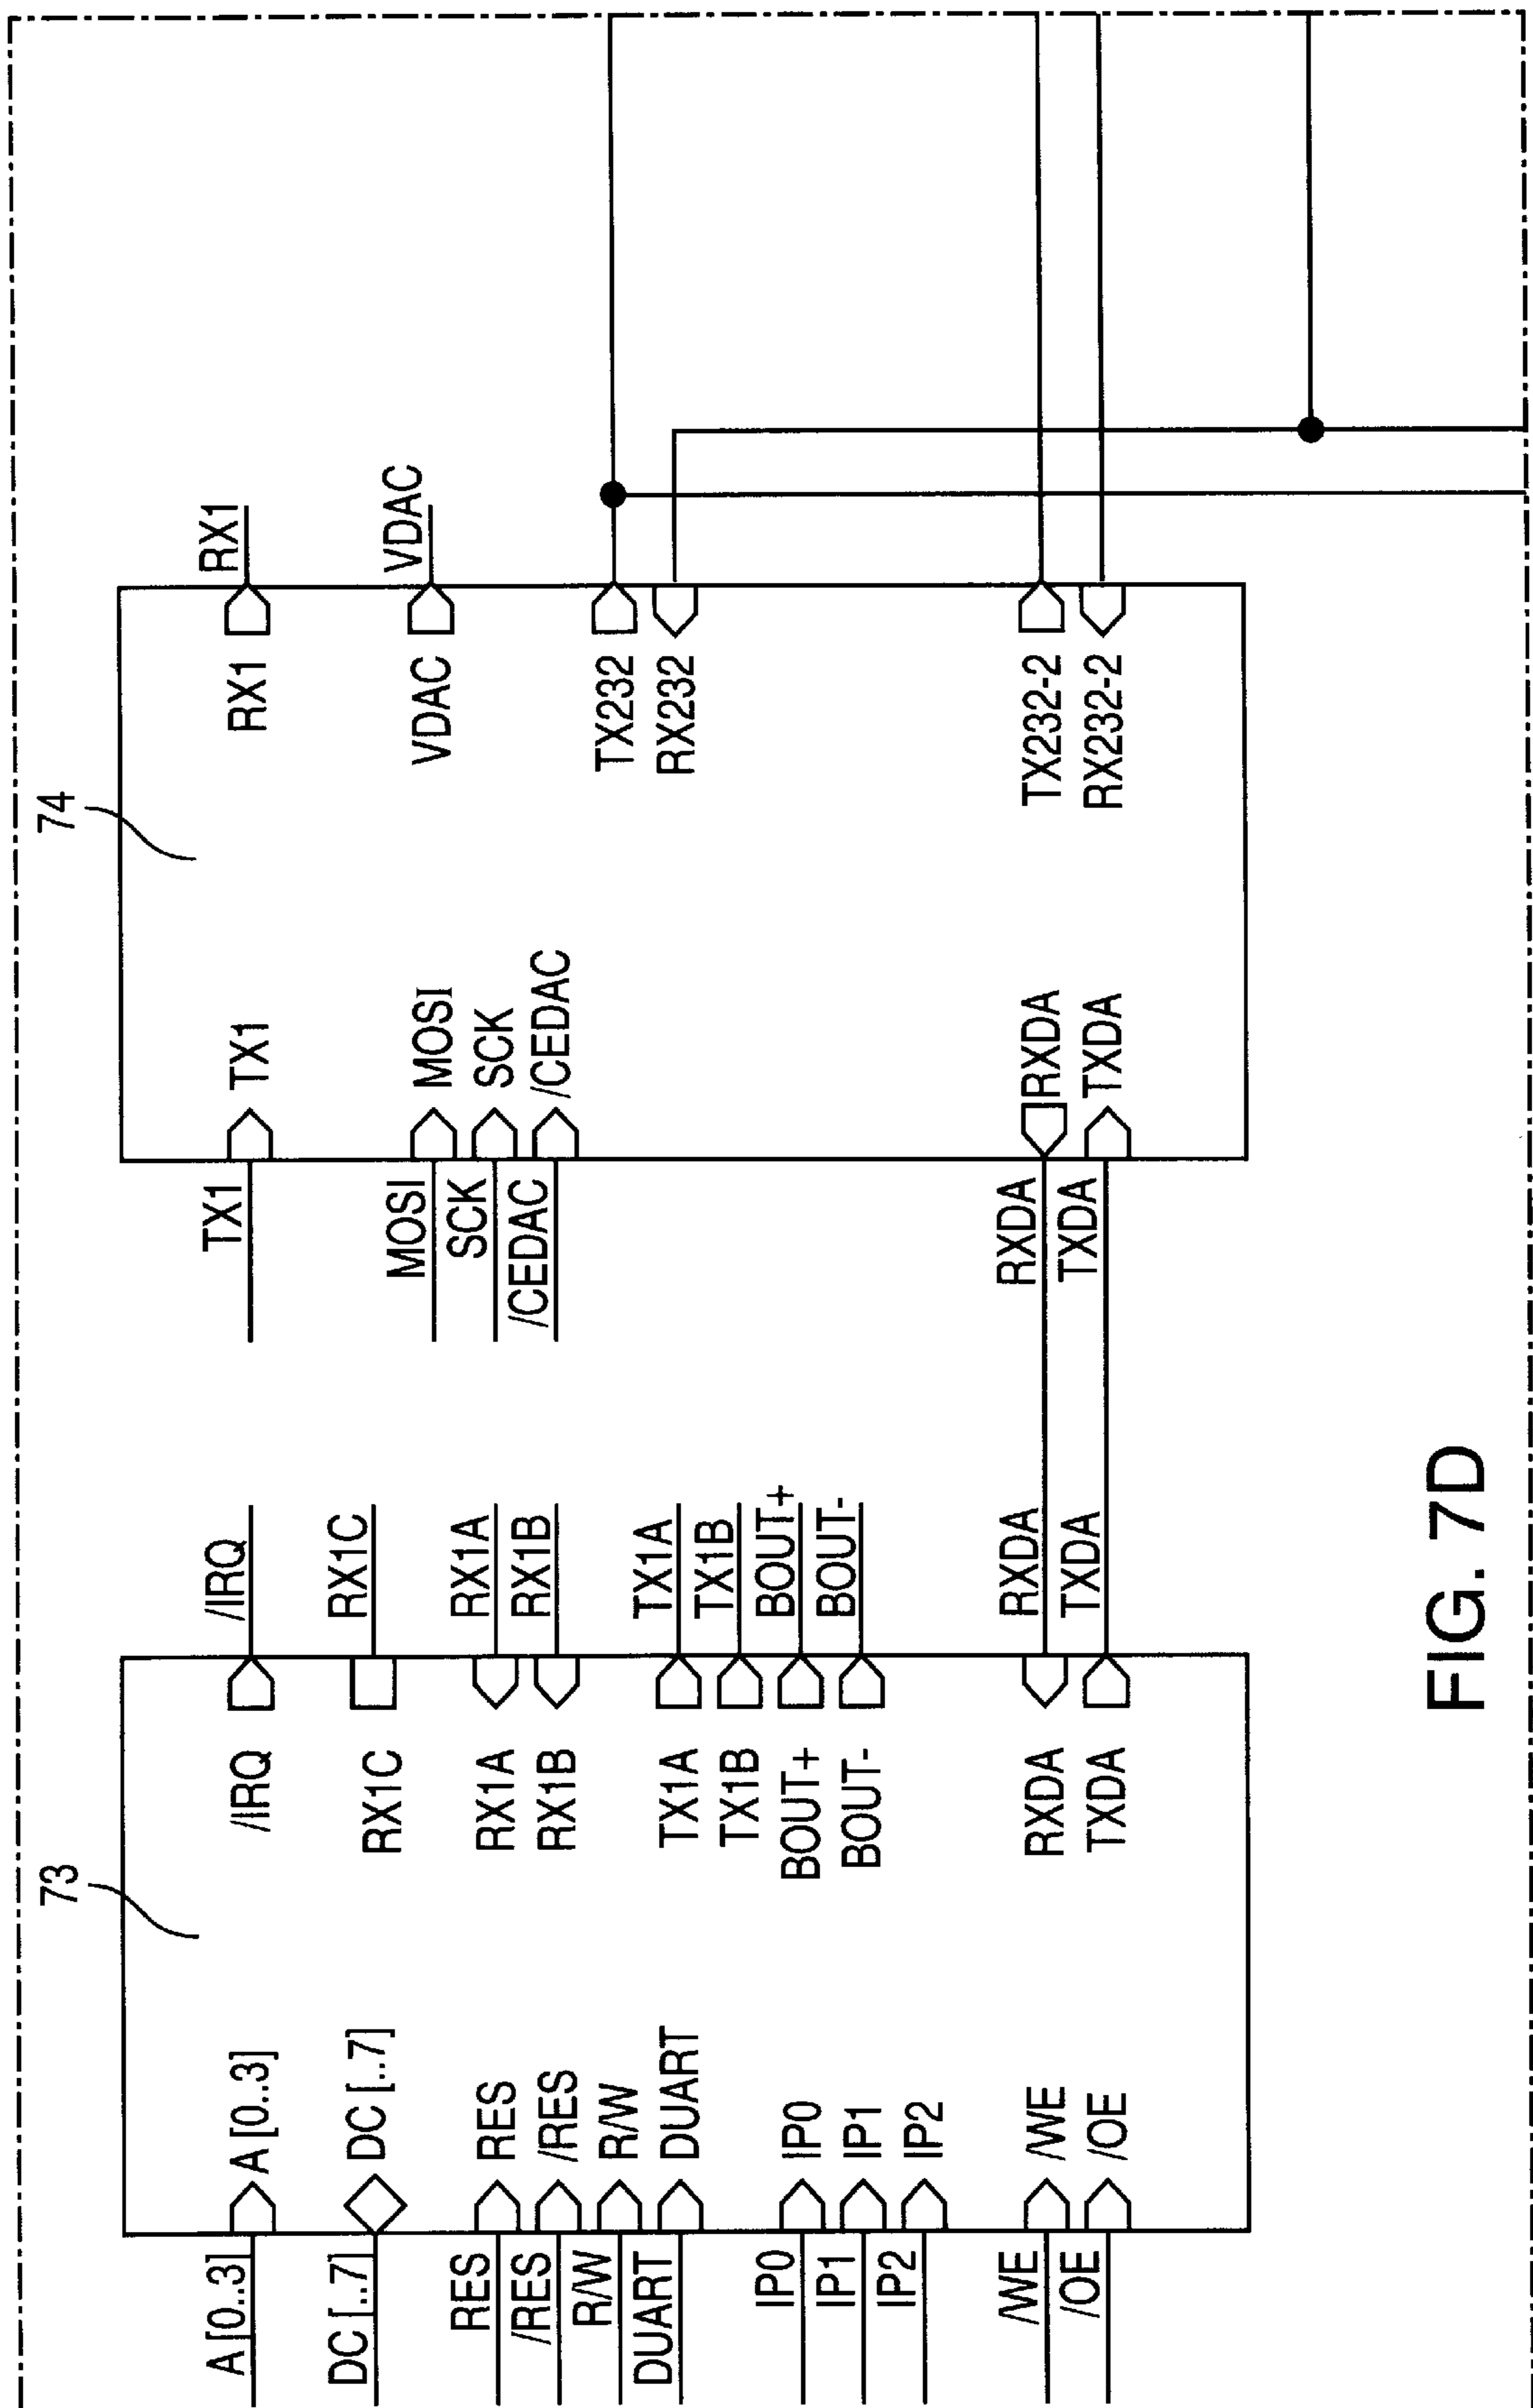 73
A [0..3]
A [0..3]
DC [..7]
DC [..7]
RES
RES
/RES
/RES
R/W
R/W
DUART
DUART
IP0
IP0
IP1
IP1
IP2
IP2
/WE
/WE
/OE
/OE
/IRQ
/IRQ
RX1C
RX1C
RX1A
RX1A
RX1B
RX1B
TX1A
TX1A
TX1B
TX1B
BOUT+
BOUT+
BOUT-
BOUT-
RXDA
RXDA
TXDA
TXDA
74
TX1
TX1
MOSI
MOSI
SCK
SCK
/CEDAC
/CEDAC
RXDA
RXDA
TXDA
TXDA
RX1
RX1
VDAC
VDAC
TX232
RX232
TX232-2
RX232-2
FIG. 7D